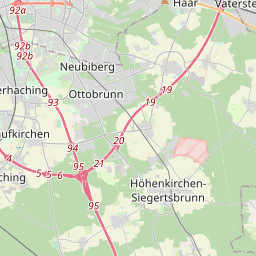 92a
Haar
Vaterste
92b
92b
Neubiberg
erhaching
Ottobrunn
19
19
93
ufkirchen
20
94
4
5
5
6
95
21
ching
Höhenkirchen-
Siegertsbrunn
95